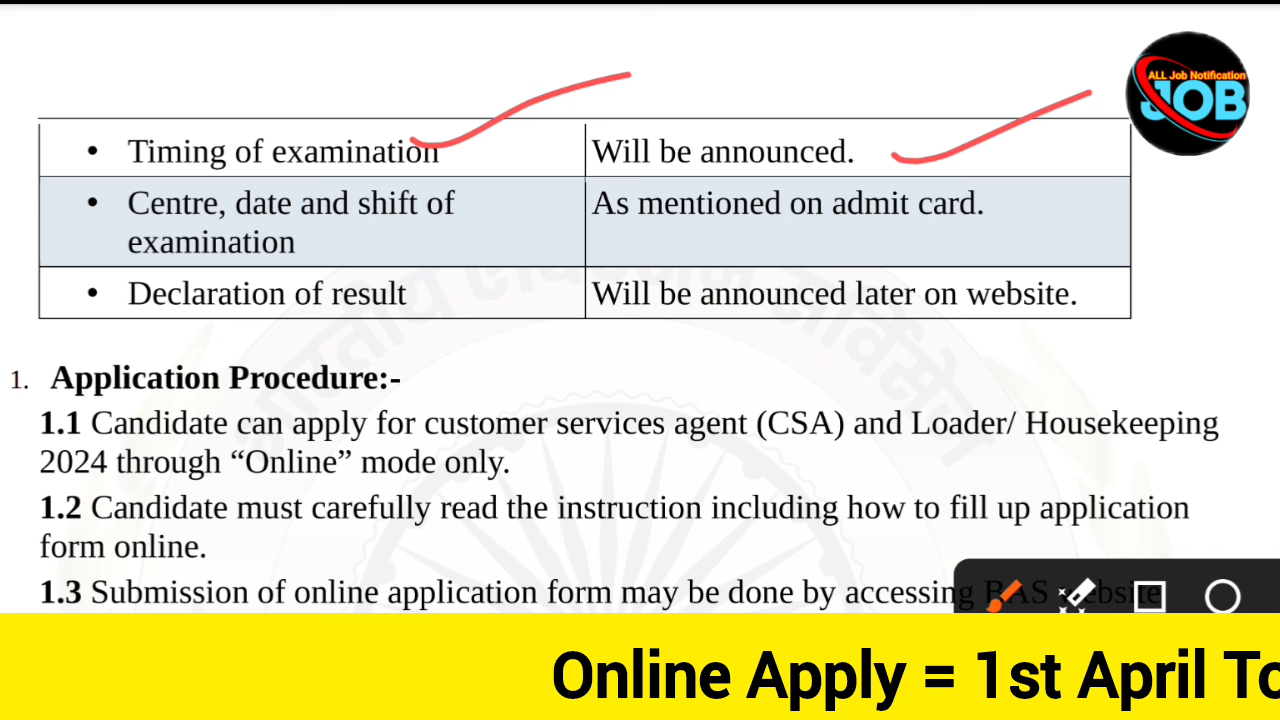 ALL Job Notification
JOB
• Timing of examination
Will be announced.
• Centre, date and shift of
examination
As mentioned on admit card.
• Declaration of result
Will be announced later on website.
1. Application Procedure:-
1.1 Candidate can apply for customer services agent (CSA) and Loader/ Housekeeping
2024 through “Online” mode only.
1.2 Candidate must carefully read the instruction including how to fill up application
form online.
1.3 Submission of online application form may be done by accessing BAS website
Online Apply = 1st April To